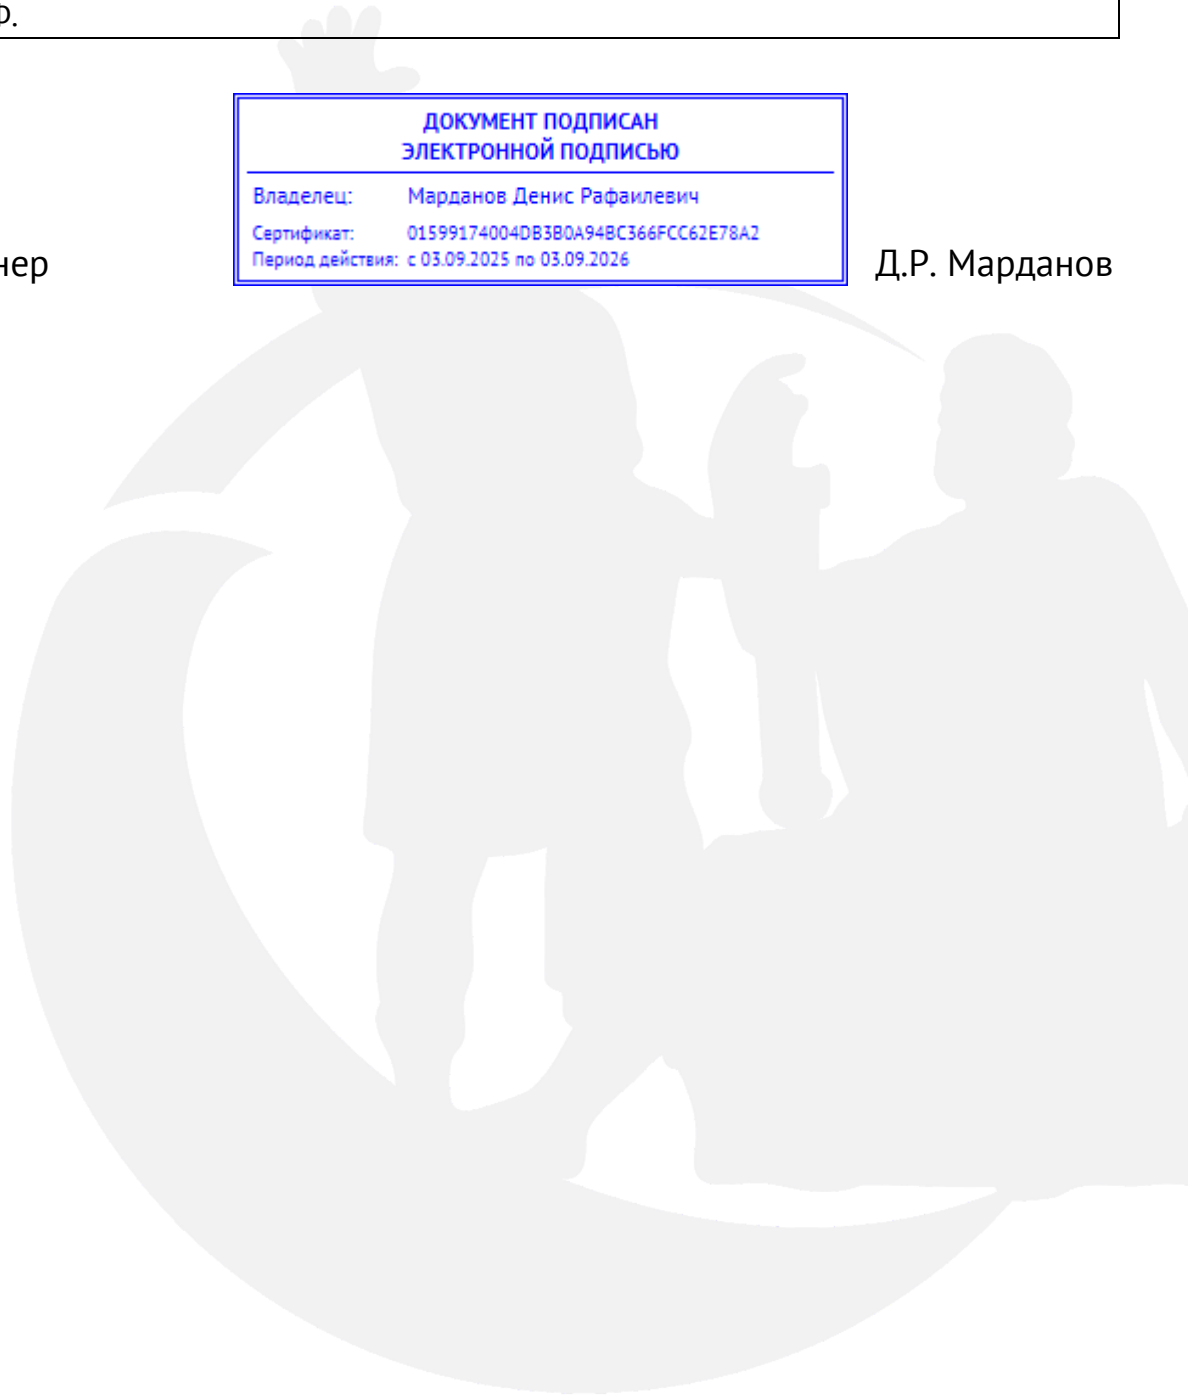 Ф.
ДОКУМЕНТ ПОДПИСАН
ЭЛЕКТРОННОЙ ПОДПИСЬЮ
Владелец: Марданов Денис Рафаилевич
Сертификат: 01599174004DB3B0A94BC366FCC62E78A2
Период действия: с 03.09.2025 по 03.09.2026
нер
Д.Р. Марданов